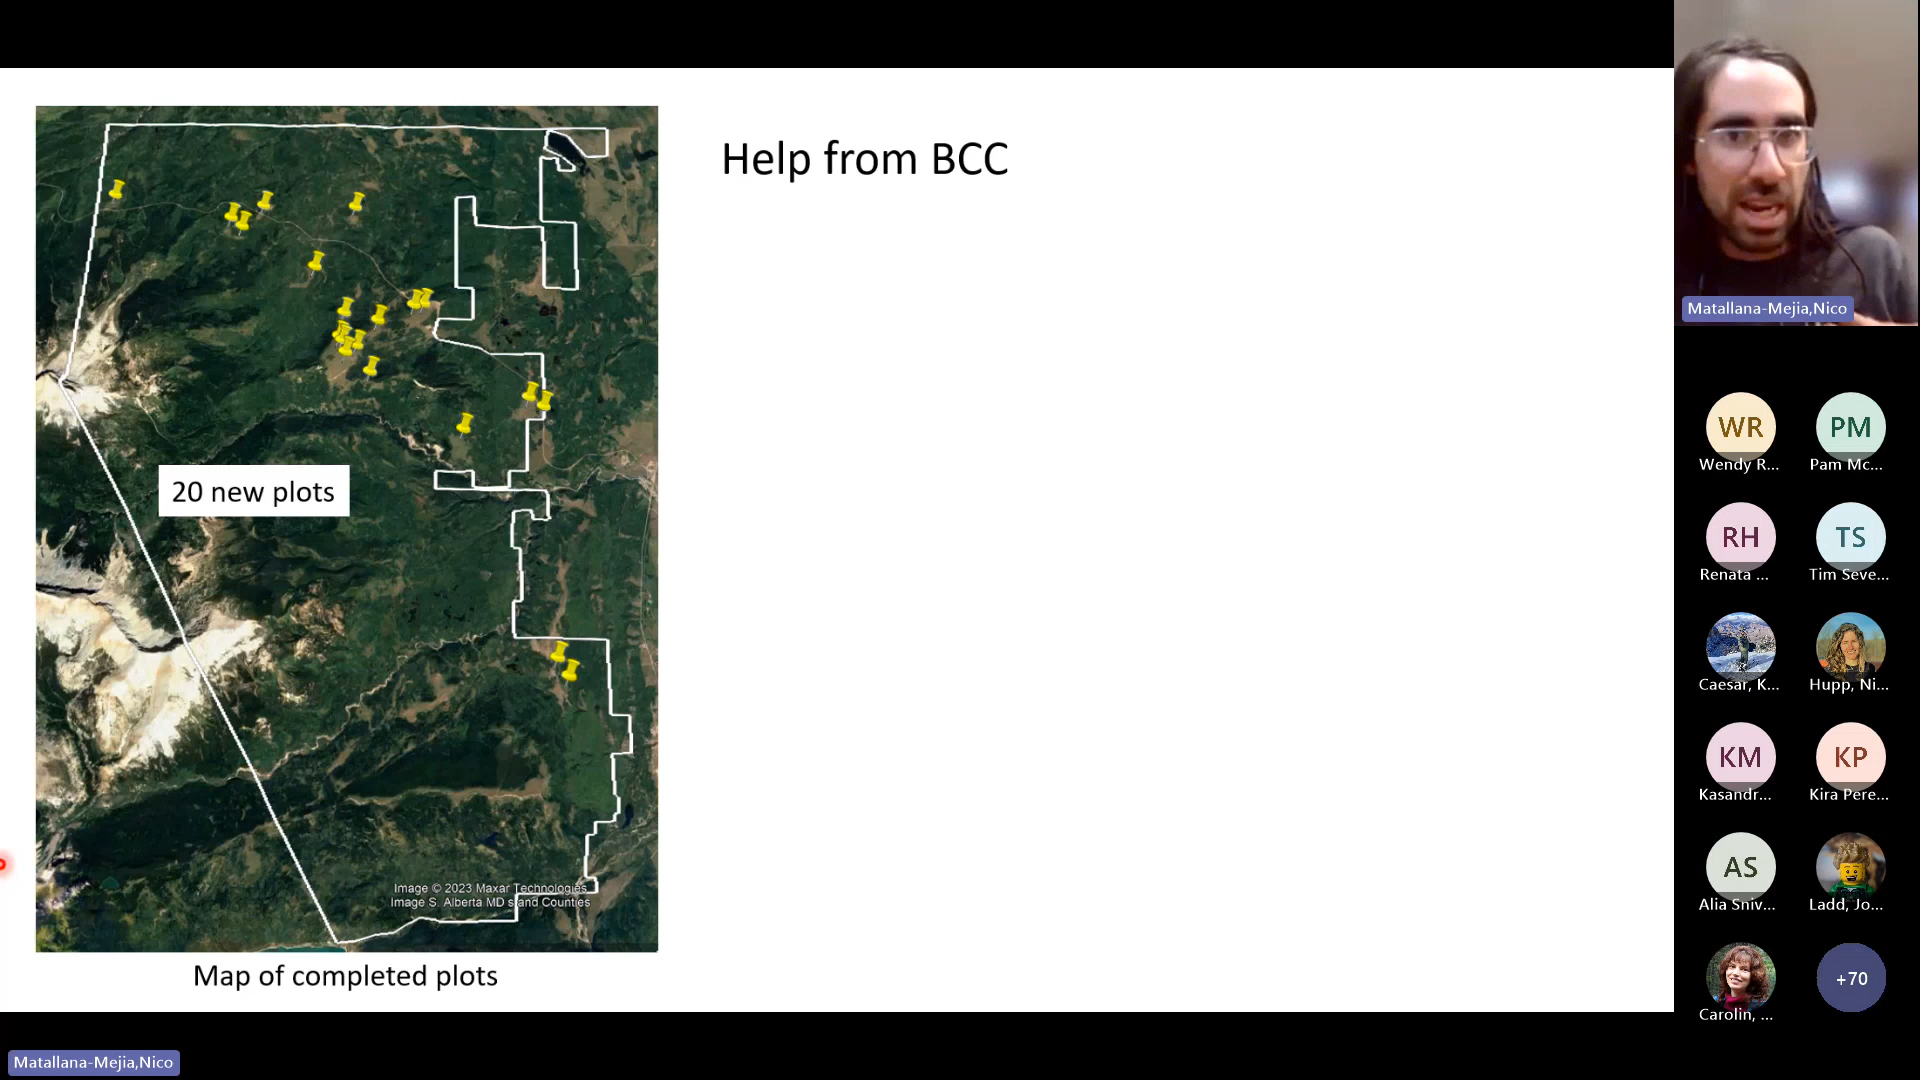 Help from BCC
20 new plots
Image © 2023 Maxar Technologies
Image S. Alberta MD's and Counties
Map of completed plots
Matallana-Mejia,Nico
WR
Wendy R...
PM
Pam Mc...
RH
Renata ...
TS
Tim Seve...
Caesar, K...
Hupp, Ni...
KM
Kasandr...
KP
Kira Pere...
AS
Alia Sniv...
Ladd, Jo...
Carolin, ...
+70
Matallana-Mejia,Nico